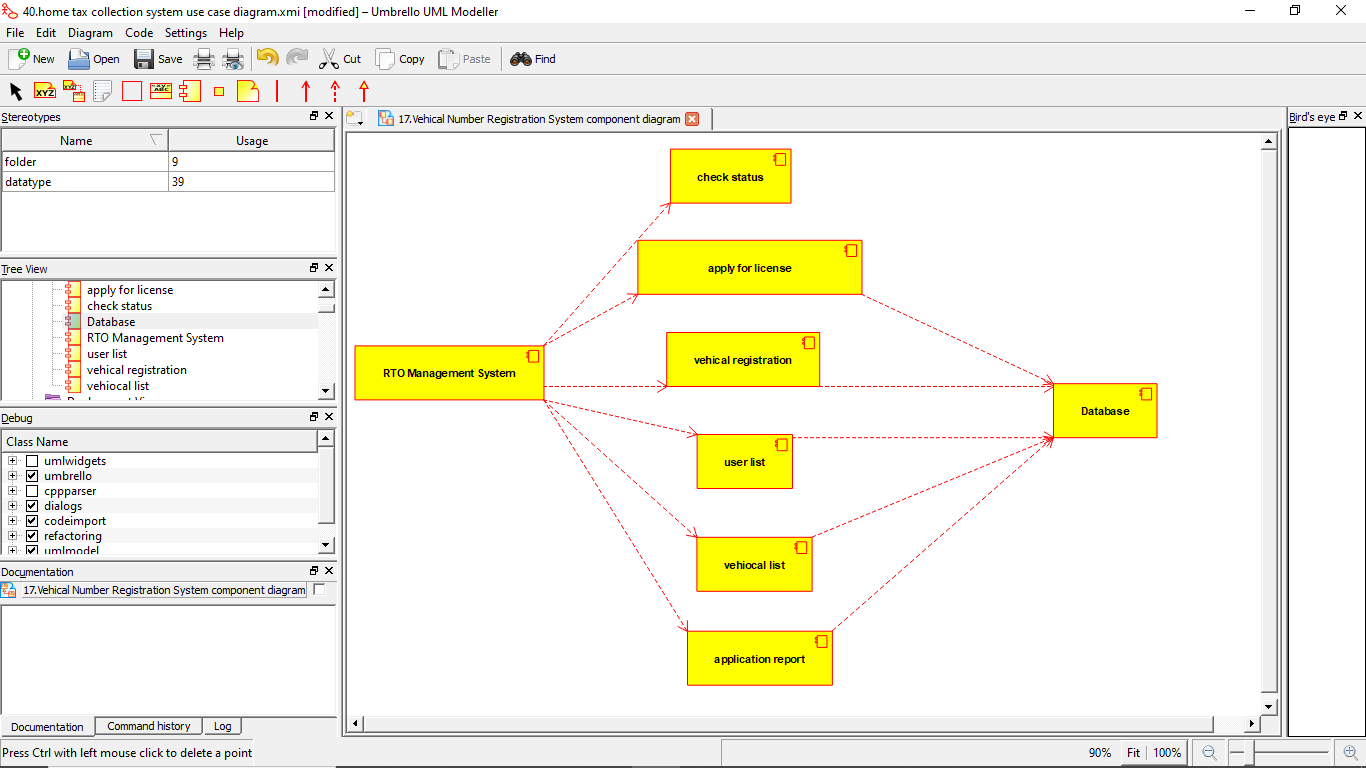 40.home tax collection system use case diagram.xmi [modified] – Umbrello UML Modeller
File Edit Diagram Code Settings Help
New Open Save Cut Copy Paste Find
XYZ XYZ XYZ ABC
Stereotypes
Name Usage
folder 9
datatype 39
Tree View
apply for license
check status
Database
RTO Management System
user list
vehical registration
vehiocal list
Debug
Class Name
umlwidgets
umbrello
cppparser
dialogs
codeimport
refactoring
umlmodel
Documentation
17.Vehical Number Registration System component diagram
Documentation Command history Log
Press Ctrl with left mouse click to delete a point
17.Vehical Number Registration System component diagram
check status
apply for license
vehical registration
RTO Management System
Database
user list
vehiocal list
application report
Bird's eye
90% Fit 100%